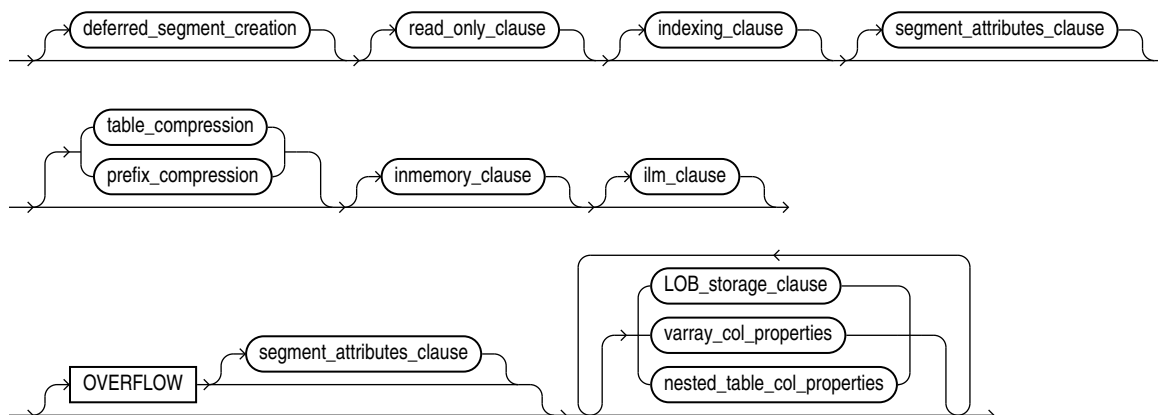 deferred_segment_creation read_only_clause indexing_clause segment_attributes_clause
table_compression
prefix_compression
inmemory_clause ilm_clause
OVERFLOW segment_attributes_clause
LOB_storage_clause
varray_col_properties
nested_table_col_properties